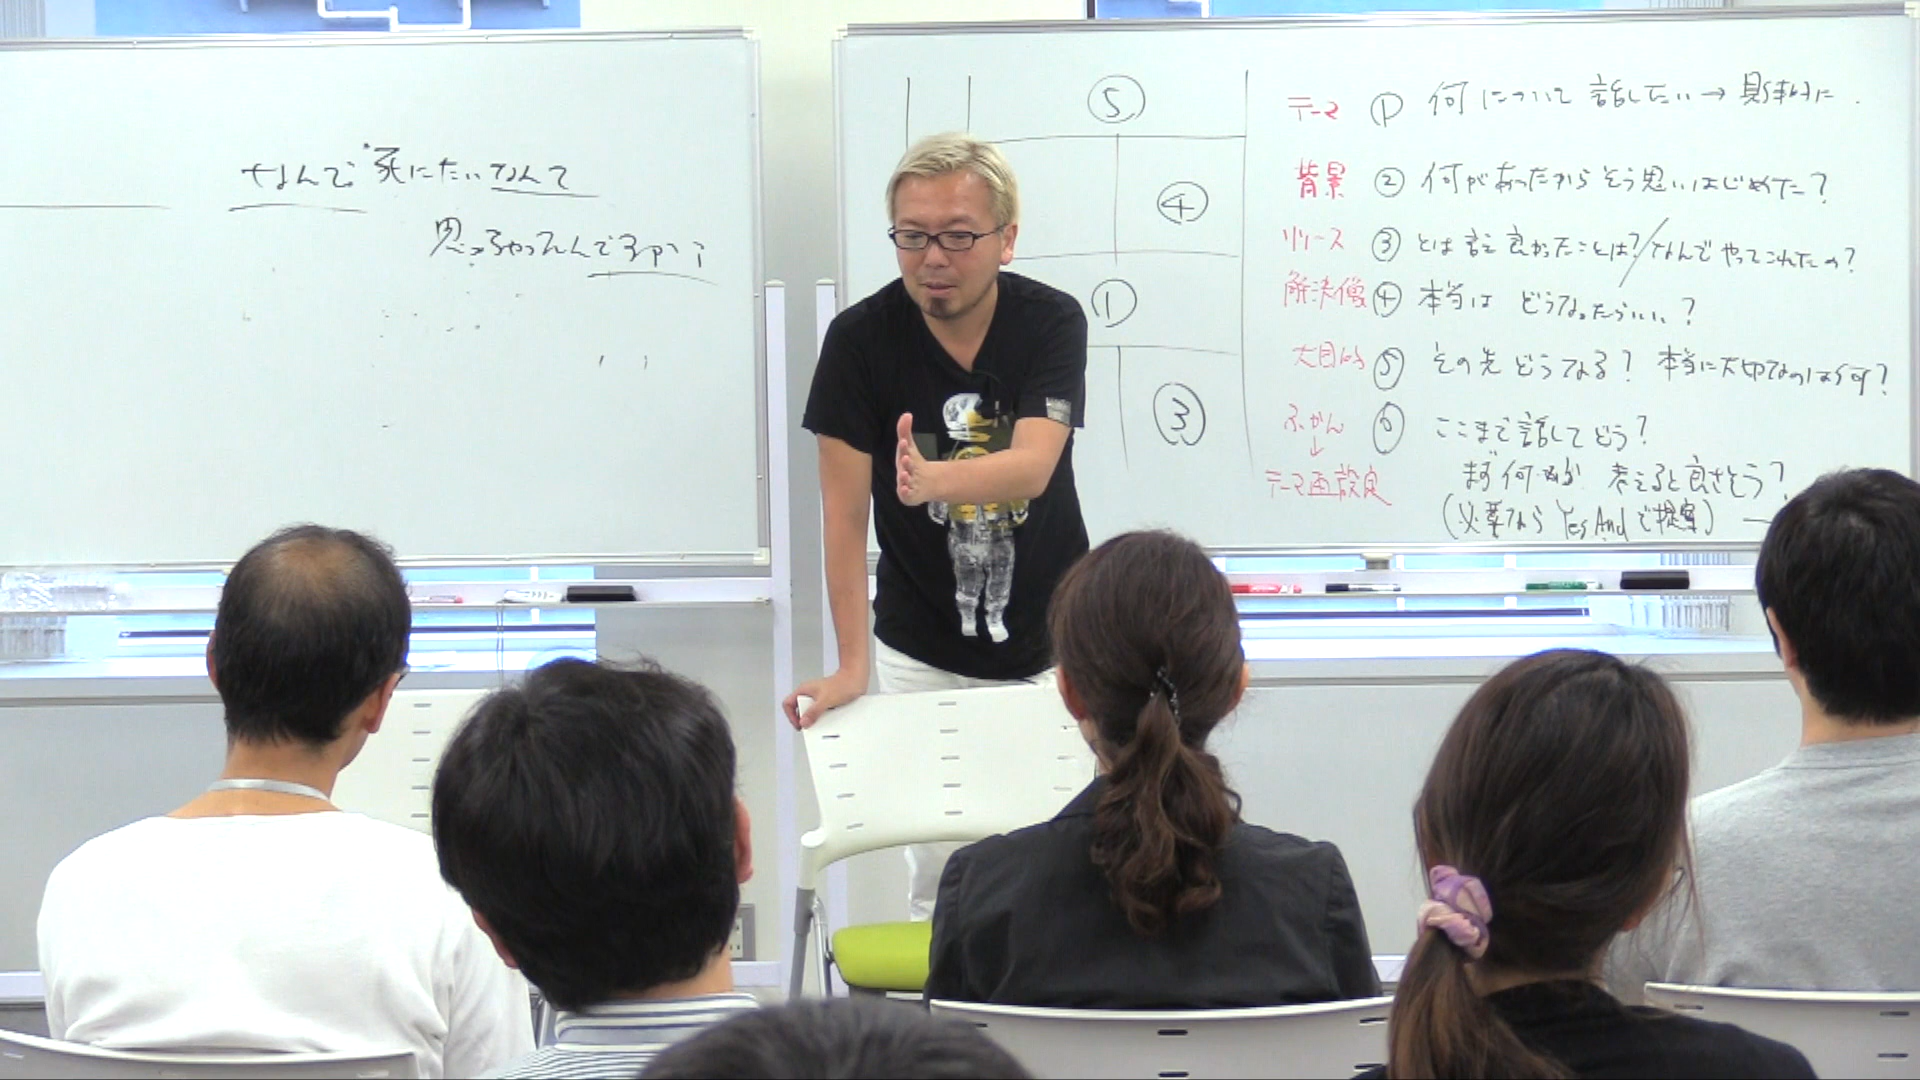 なんで死にたいなんて
思っちゃってるんですか?
⑤
④
①
③
テーマ ① 何について 話したい → 具体的に
背景 ② 何があったからそう思いはじめた?
リソース ③ とは言え 良かったことは?/なんでやってこれたの?
解決像 ④ 本当は どうなったらいい?
大目的 ⑤ その先 どうなる? 本当に大切なのは何?
ふかん ⑥ ここまで話してどう?
↓ まず何から 考えると良さそう?
テーマ再設定
(必要なら Yes Andで提案)